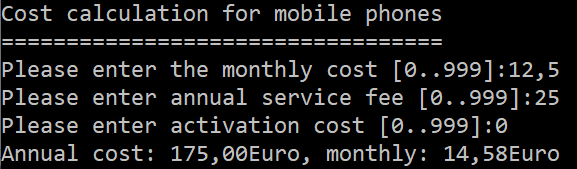 Cost calculation for mobile phones
==================================
Please enter the monthly cost [0..999]:12,5
Please enter annual service fee [0..999]:25
Please enter activation cost [0..999]:0
Annual cost: 175,00Euro, monthly: 14,58Euro